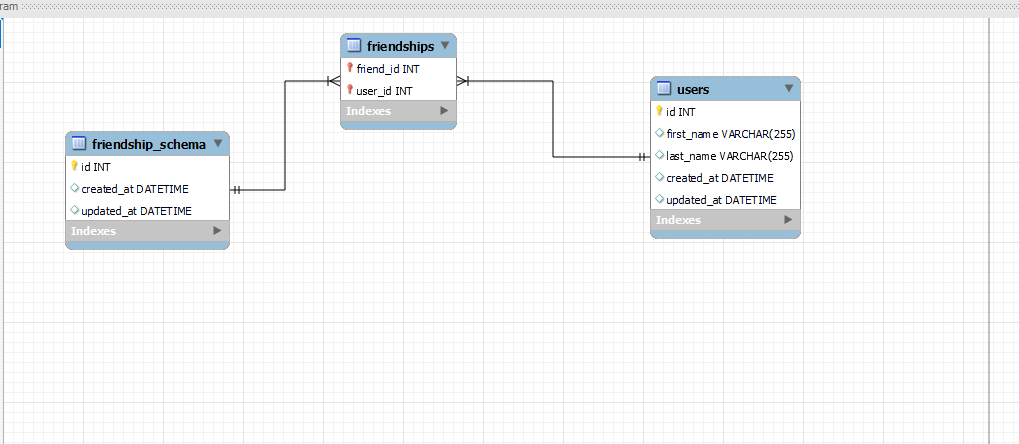 ram
friendships
friend_id INT
user_id INT
Indexes
users
id INT
first_name VARCHAR(255)
last_name VARCHAR(255)
created_at DATETIME
updated_at DATETIME
Indexes
friendship_schema
id INT
created_at DATETIME
updated_at DATETIME
Indexes